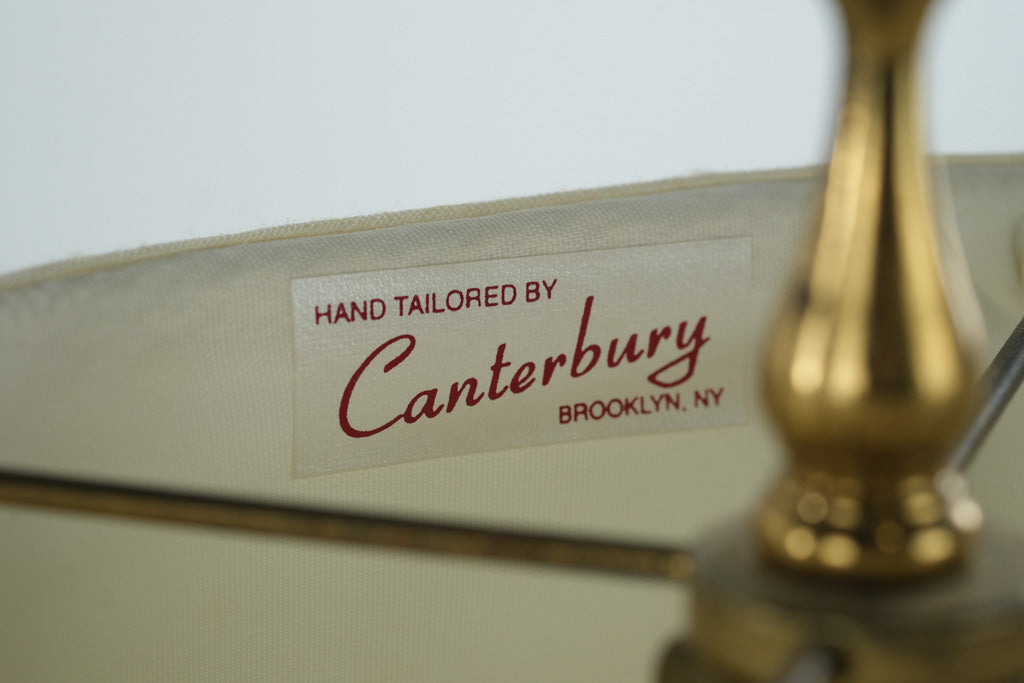 HAND TAILORED BY
Canterbury
BROOKLYN, NY